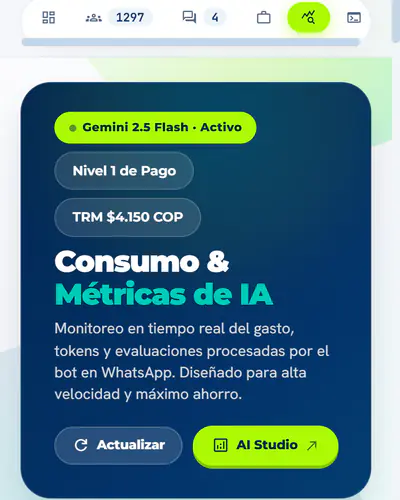 1297
4
Gemini 2.5 Flash · Activo
Nivel 1 de Pago
TRM $4.150 COP
Consumo &
Métricas de IA
Monitoreo en tiempo real del gasto,
tokens y evaluaciones procesadas por el
bot en WhatsApp. Diseñado para alta
velocidad y máximo ahorro.
Actualizar
AI Studio